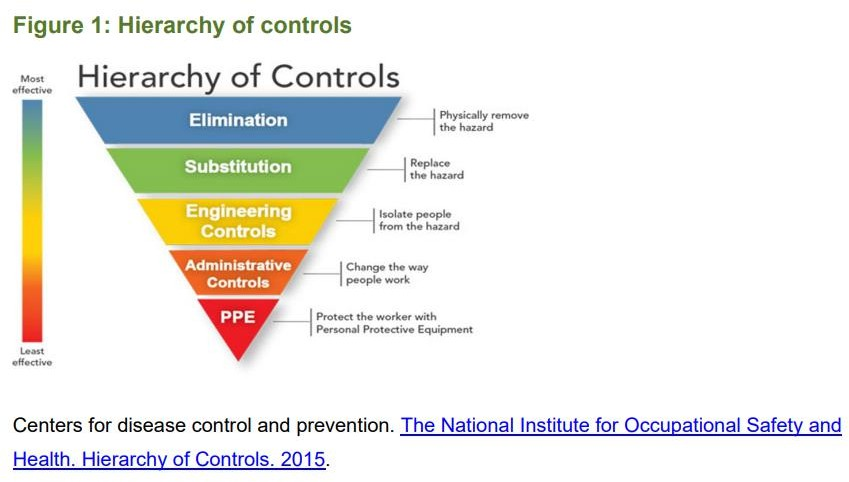 Figure 1: Hierarchy of controls
Hierarchy of Controls
Most
effective
Elimination
Physically remove
the hazard
Substitution
Replace
the hazard
Engineering
Controls
Isolate people
from the hazard
Administrative
Controls
Change the way
people work
PPE
Protect the worker with
Personal Protective Equipment
Least
effective
Centers for disease control and prevention. The National Institute for Occupational Safety and
Health. Hierarchy of Controls. 2015.